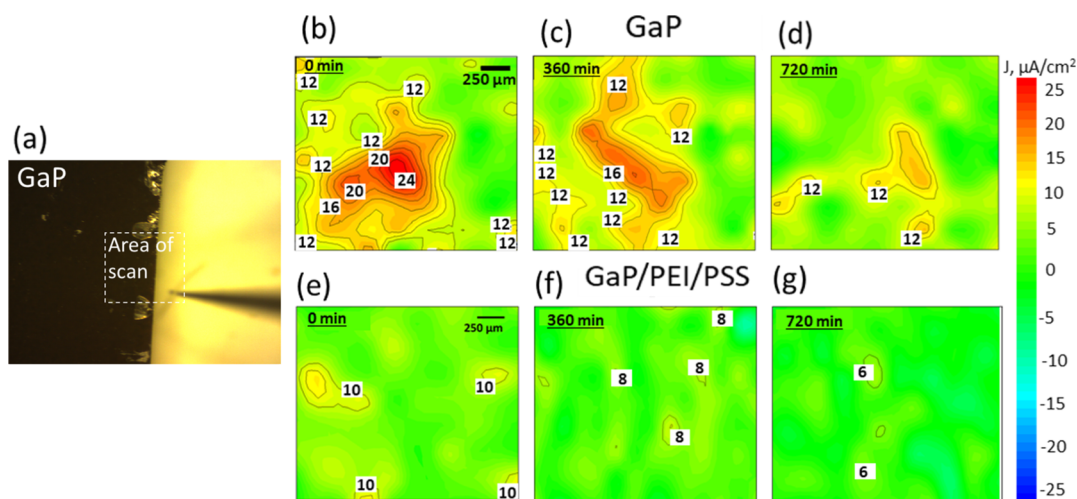 (b)
(c)
GaP
(d)
0 min
250 µm
12
12
12
12
12
20
24
20
16
12
12
12
360 min
12
12
12
12
16
12
12
12
12
720 min
12
12
12
J, µA/cm²
25
20
15
10
5
0
-5
-10
-15
-20
-25
(a)
GaP
Area of
scan
(e)
(f)
GaP/PEI/PSS
(g)
0 min
250 µm
10
10
10
10
360 min
8
8
8
8
720 min
6
6